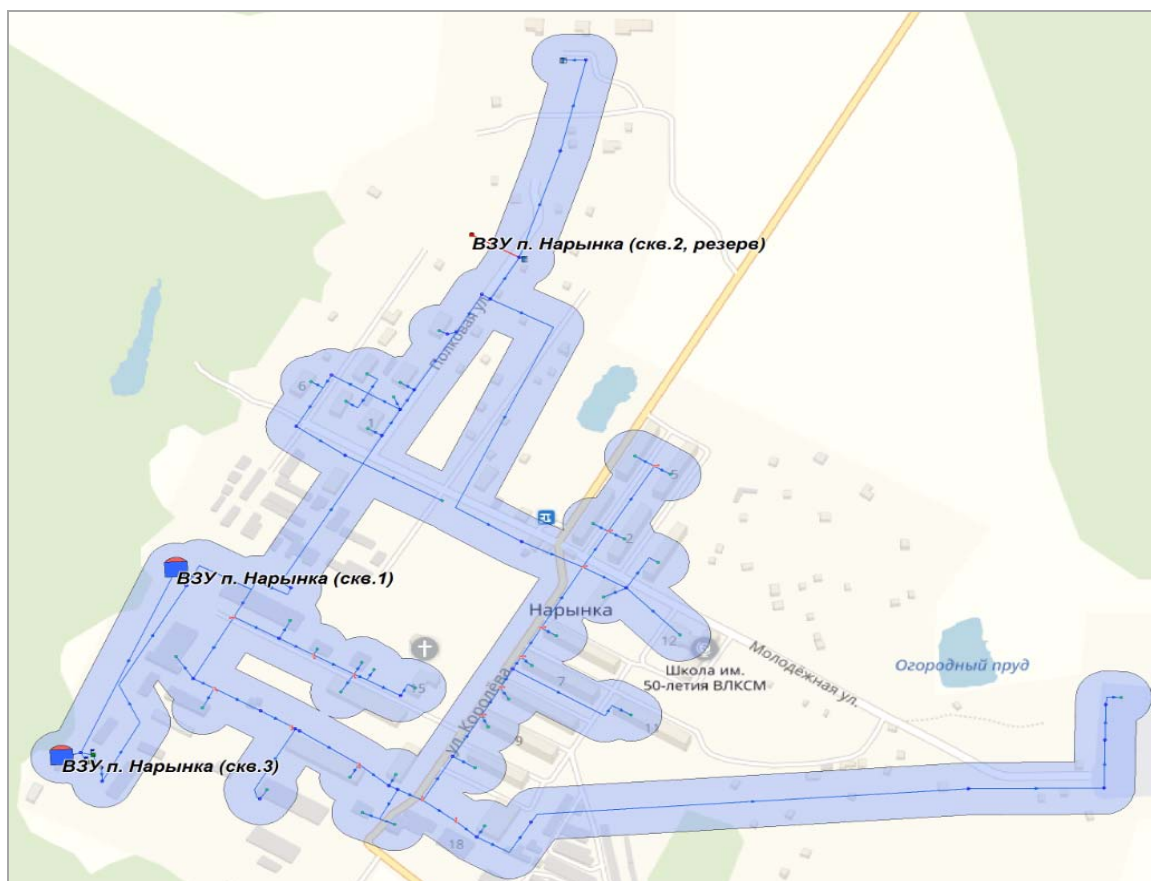 ВЗУ п. Нарынка (скв.2, резерв)
Полковая ул.
6
1
5
2
ВЗУ п. Нарынка (скв.1)
Нарынка
12
Школа им.
50-летия ВЛКСМ
Молодёжная ул.
Огородный пруд
15
7
ул. Королёва
11
9
ВЗУ п. Нарынка (скв.3)
18